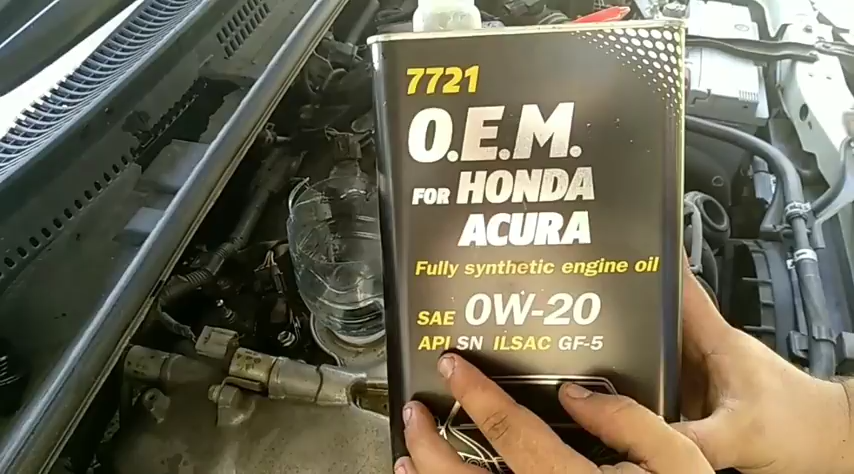 7721
O.E.M.
FOR HONDA
ACURA
Fully synthetic engine oil
SAE 0W-20
API SN ILSAC GF-5